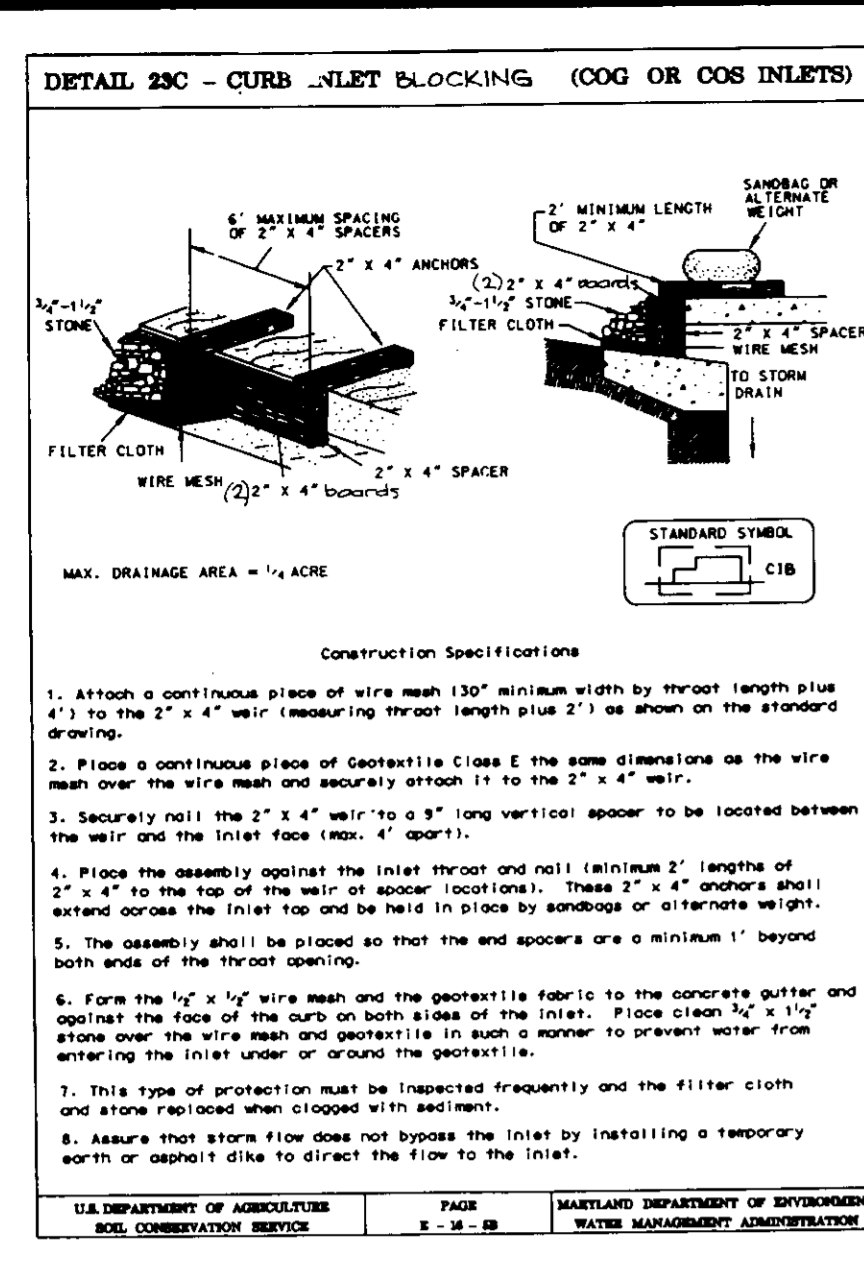 DETAIL 23C - CURB INLET BLOCKING (COG OR COS INLETS)
6' MAXIMUM SPACING
OF 2" X 4" SPACERS
2" X 4" ANCHORS
3/4"-1 1/2"
STONE
FILTER CLOTH
WIRE MESH
(2) 2" X 4" boards
2" X 4" SPACER
2' MINIMUM LENGTH
OF 2" X 4"
SANDBAG OR
ALTERNATE
WEIGHT
(2) 2" X 4" boards
3/4"-1 1/2" STONE
FILTER CLOTH
2" X 4" SPACER
WIRE MESH
TO STORM
DRAIN
MAX. DRAINAGE AREA = 1/4 ACRE
STANDARD SYMBOL
CIB
Construction Specifications
1. Attach a continuous piece of wire mesh (30" minimum width by throat length plus
4') to the 2" x 4" weir (measuring throat length plus 2') as shown on the standard
drawing.
2. Place a continuous piece of Geotextile Class E the same dimensions as the wire
mesh over the wire mesh and securely attach it to the 2" x 4" weir.
3. Securely nail the 2" X 4" weir to a 9" long vertical spacer to be located between
the weir and the inlet face (max. 4' apart).
4. Place the assembly against the inlet throat and nail (minimum 2' lengths of
2" x 4" to the top of the weir at spacer locations). These 2" x 4" anchors shall
extend across the inlet top and be held in place by sandbags or alternate weight.
5. The assembly shall be placed so that the end spacers are a minimum 1' beyond
both ends of the throat opening.
6. Form the 1/2" x 1/2" wire mesh and the geotextile fabric to the concrete gutter and
against the face of the curb on both sides of the inlet. Place clean 3/4" x 1 1/2"
stone over the wire mesh and geotextile in such a manner to prevent water from
entering the inlet under or around the geotextile.
7. This type of protection must be inspected frequently and the filter cloth
and stone replaced when clogged with sediment.
8. Assure that storm flow does not bypass the inlet by installing a temporary
earth or asphalt dike to direct the flow to the inlet.
U.S. DEPARTMENT OF AGRICULTURE
SOIL CONSERVATION SERVICE
PAGE
E - 16 - 5B
MARYLAND DEPARTMENT OF ENVIRONMEN
WATER MANAGEMENT ADMINISTRATION